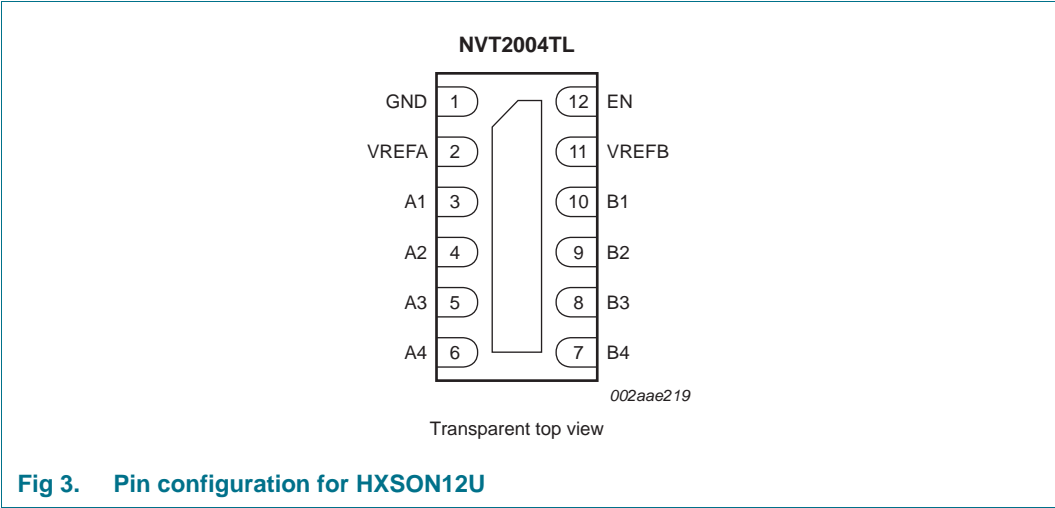 NVT2004TL
GND 1 12 EN
VREFA 2 11 VREFB
A1 3 10 B1
A2 4 9 B2
A3 5 8 B3
A4 6 7 B4
002aae219
Transparent top view
Fig 3. Pin configuration for HXSON12U